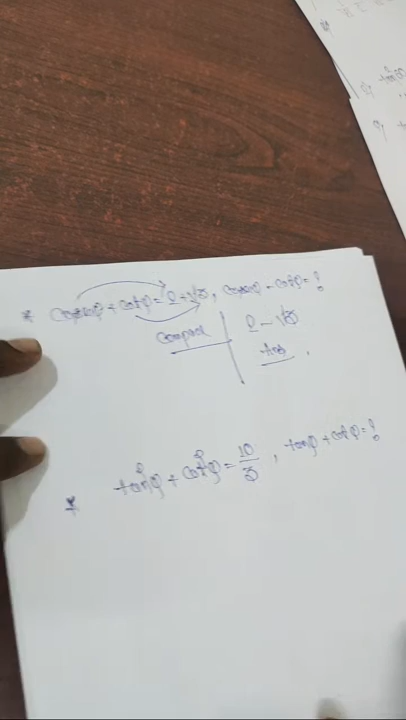 * Cosecθ + cotθ = 2 + √3, Cosecθ - cotθ = ?
Compare
2 - √3
Ans.
* tan²θ + cot²θ = 10/3, tanθ + cotθ = ?